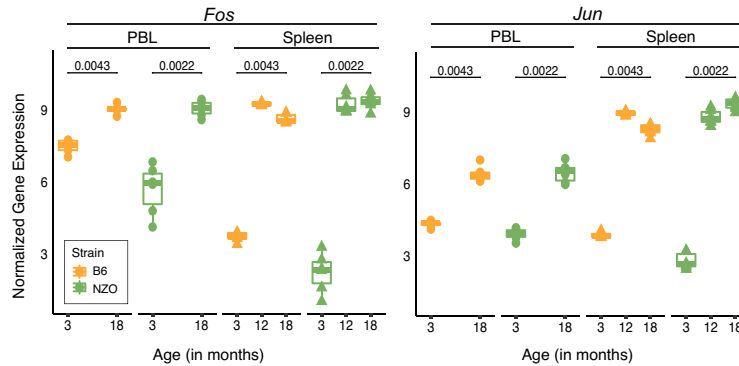 Fos Jun
PBL Spleen PBL Spleen
0.0043 0.0022 0.0043 0.0022 0.0043 0.0022 0.0043 0.0022
Normalized Gene Expression
9 9
6 6
3 3
Strain
B6
NZO
3 18 3 18 3 12 18 3 12 18 3 18 3 18 3 12 18 3 12 18
Age (in months) Age (in months)